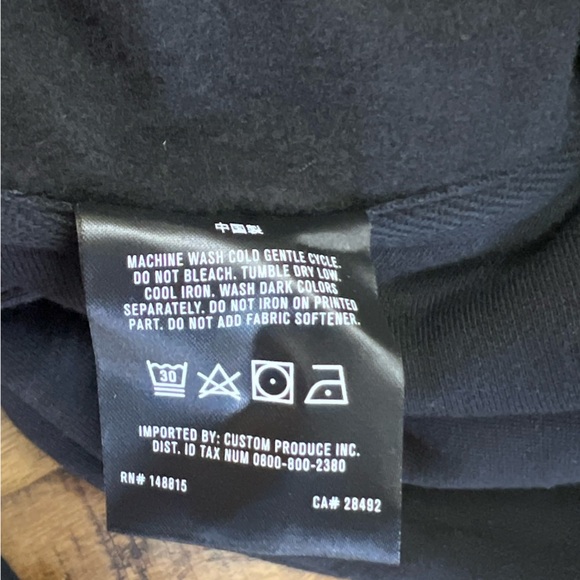 中国製
MACHINE WASH COLD GENTLE CYCLE.
DO NOT BLEACH. TUMBLE DRY LOW.
COOL IRON. WASH DARK COLORS
SEPARATELY. DO NOT IRON ON PRINTED
PART. DO NOT ADD FABRIC SOFTENER.
30
IMPORTED BY: CUSTOM PRODUCE INC.
DIST. ID TAX NUM 0800-800-2380
RN# 148815
CA# 28492